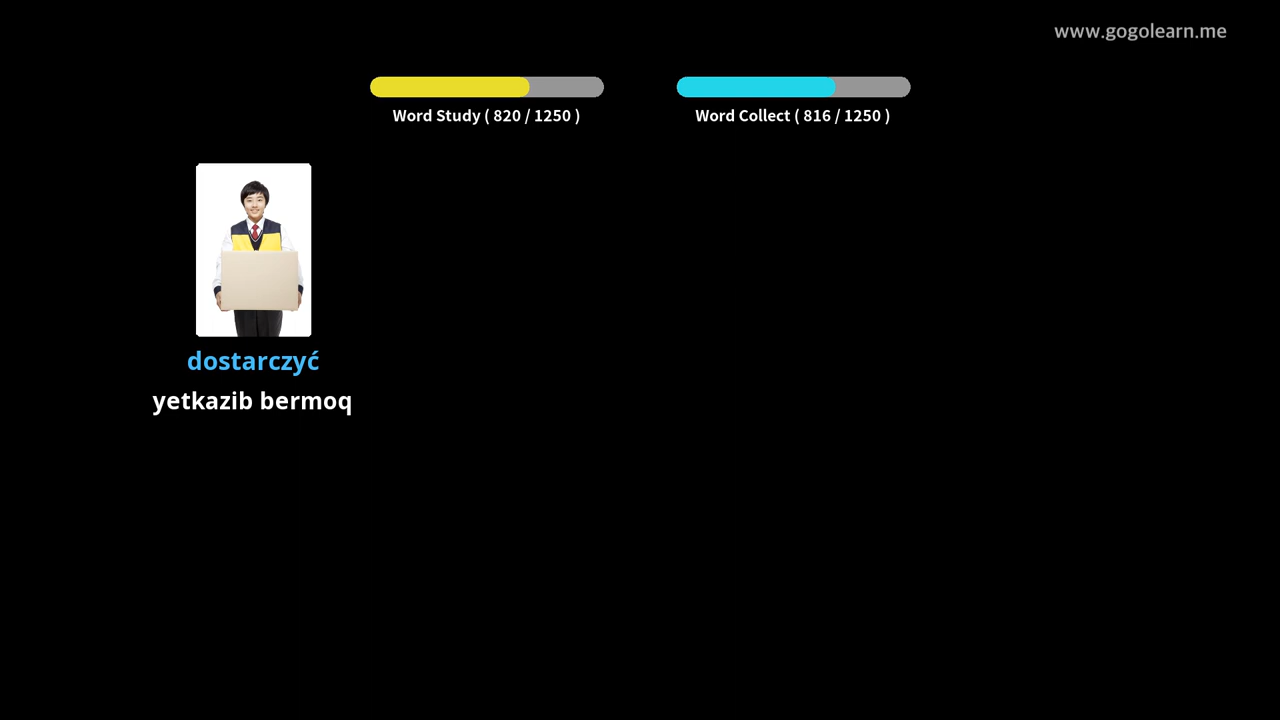 www.gogolearn.me
Word Study ( 820 / 1250 )
Word Collect ( 816 / 1250 )
dostarczyć
yetkazib bermoq